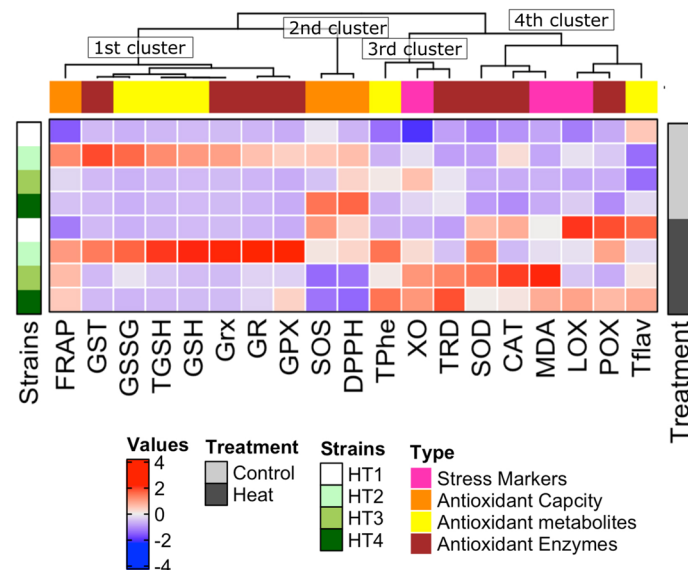 4th cluster
2nd cluster
1st cluster
3rd cluster
Strains
FRAP
GST
GSSG
TGSH
GSH
Grx
GR
GPX
SOS
DPPH
TPhe
XO
TRD
SOD
CAT
MDA
LOX
POX
Tflav
Treatment
Values
4
2
0
-2
-4
Treatment
Control
Heat
Strains
HT1
HT2
HT3
HT4
Type
Stress Markers
Antioxidant Capcity
Antioxidant metabolites
Antioxidant Enzymes